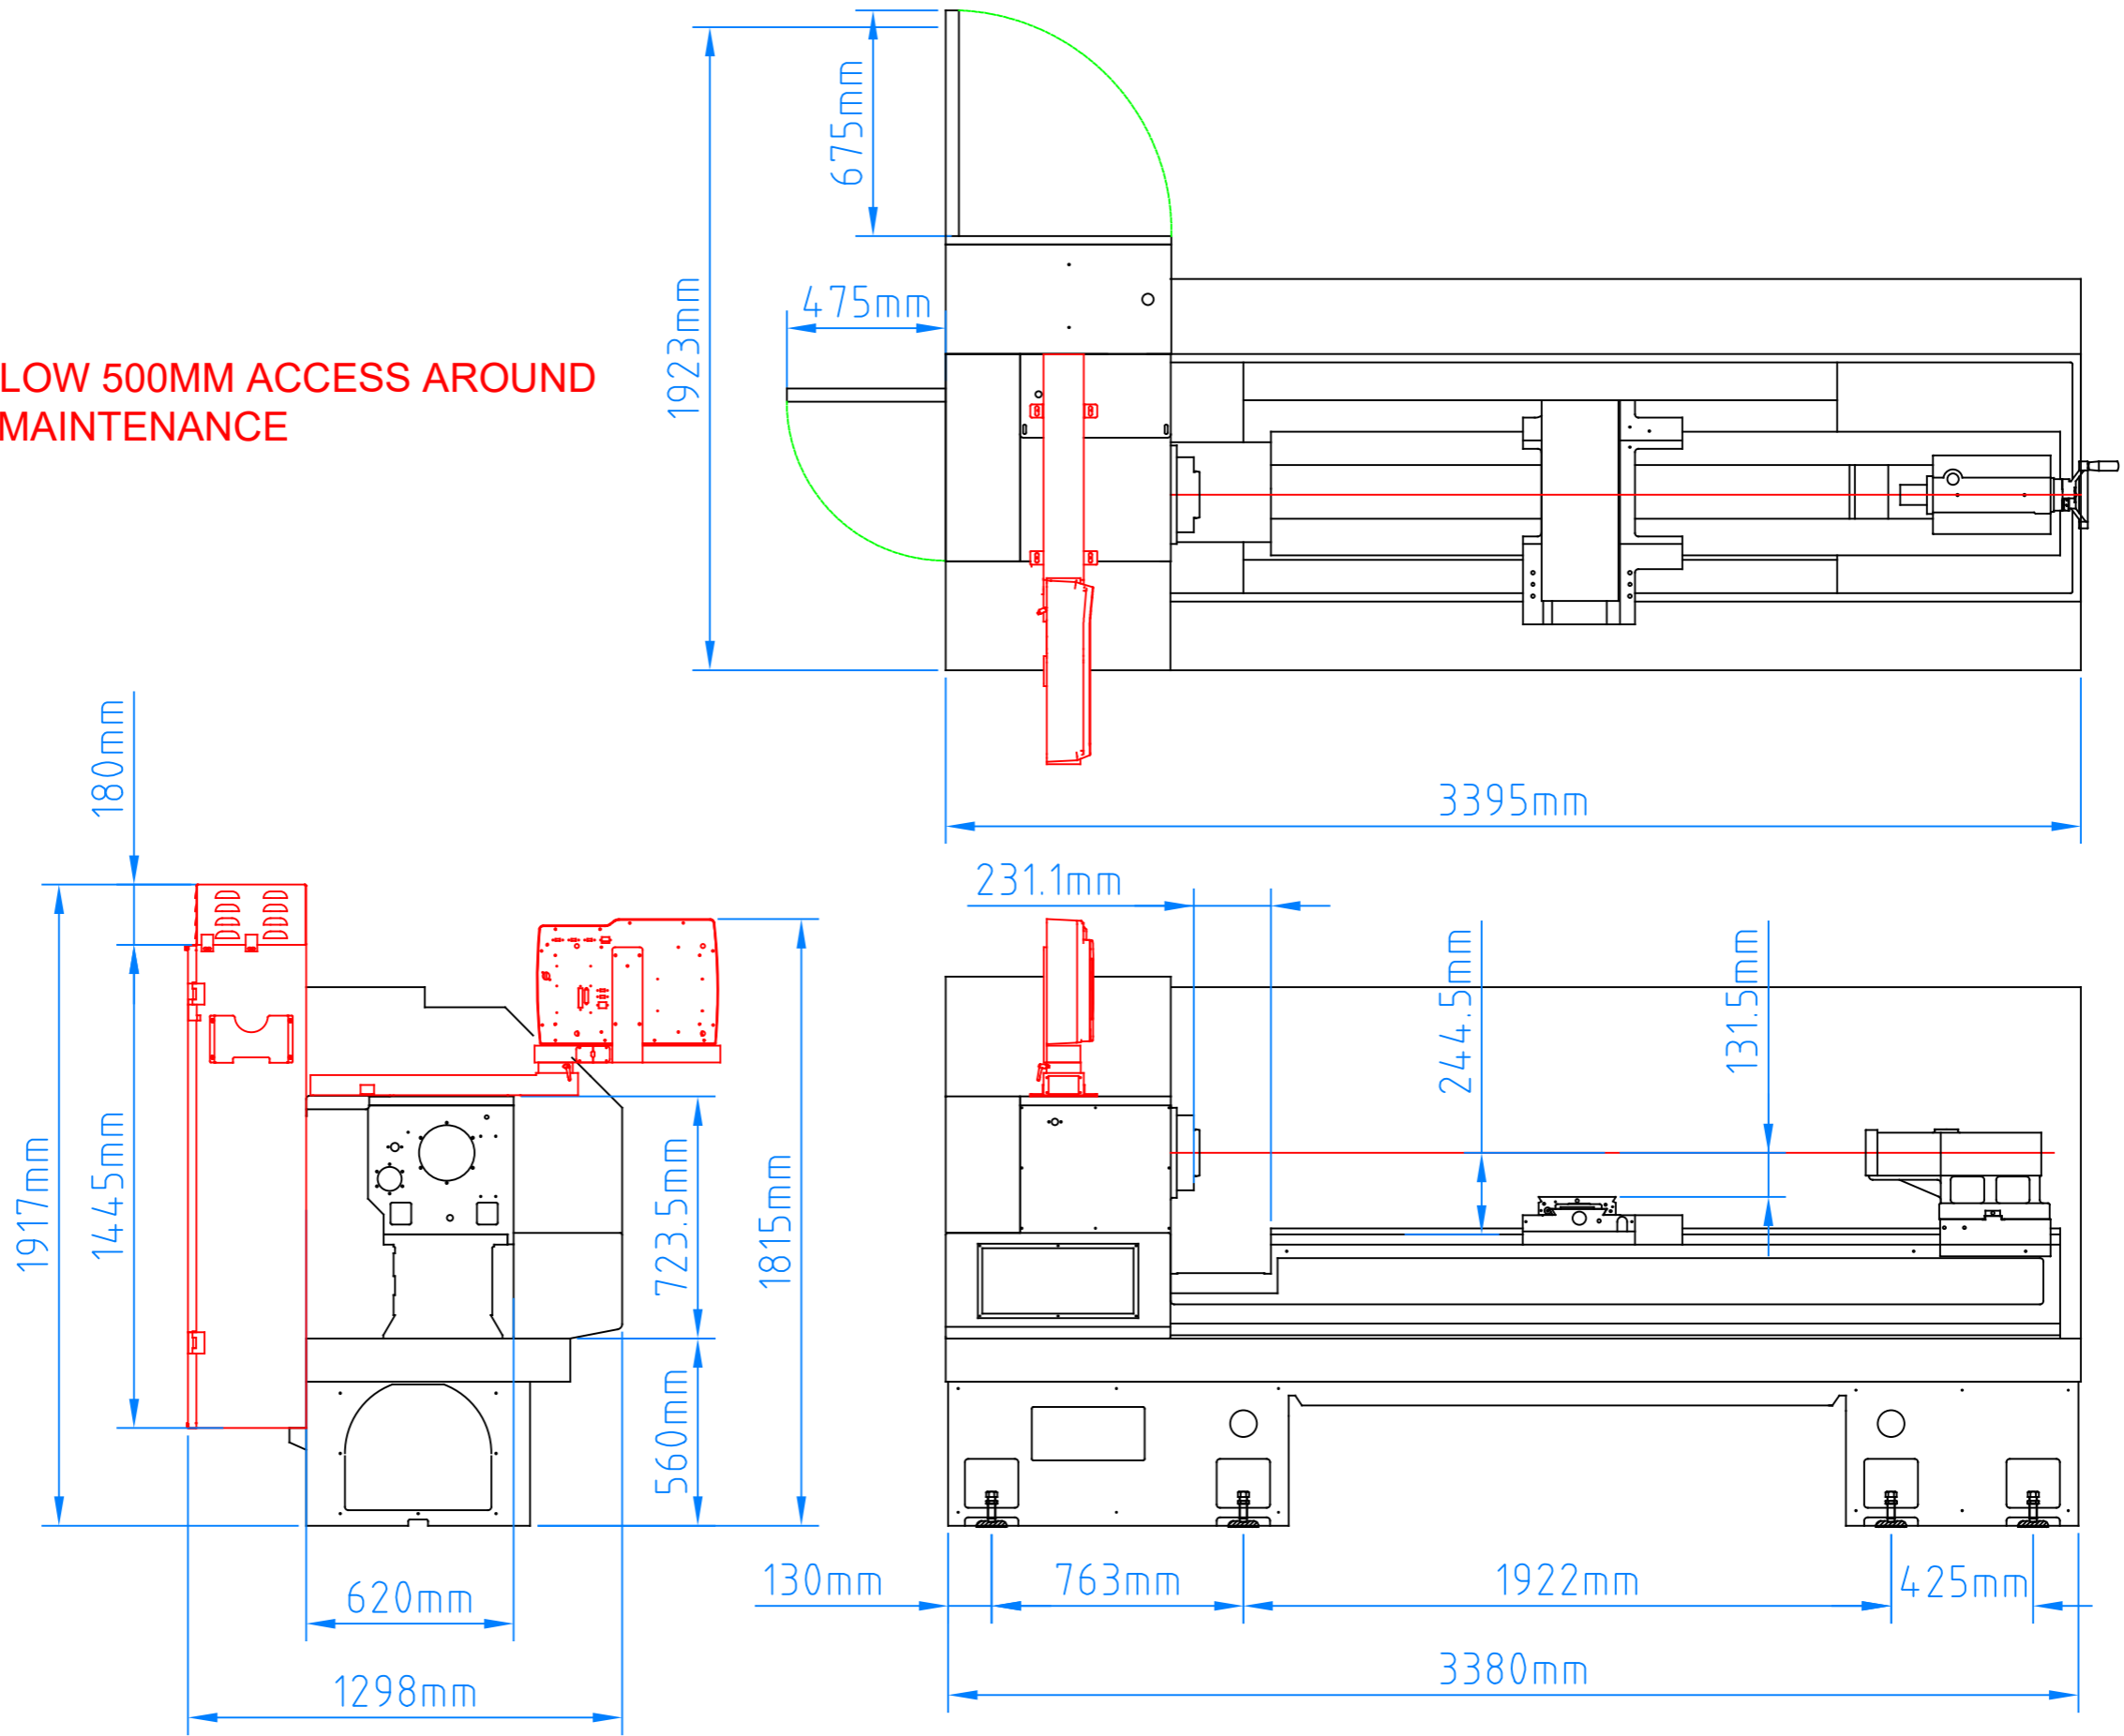 675mm
475mm
1923mm
LOW 500MM ACCESS AROUND
MAINTENANCE
180mm
3395mm
231.1mm
244.5mm
131.5mm
1917mm
1445mm
723.5mm
1815mm
560mm
130mm
763mm
1922mm
425mm
620mm
3380mm
1298mm